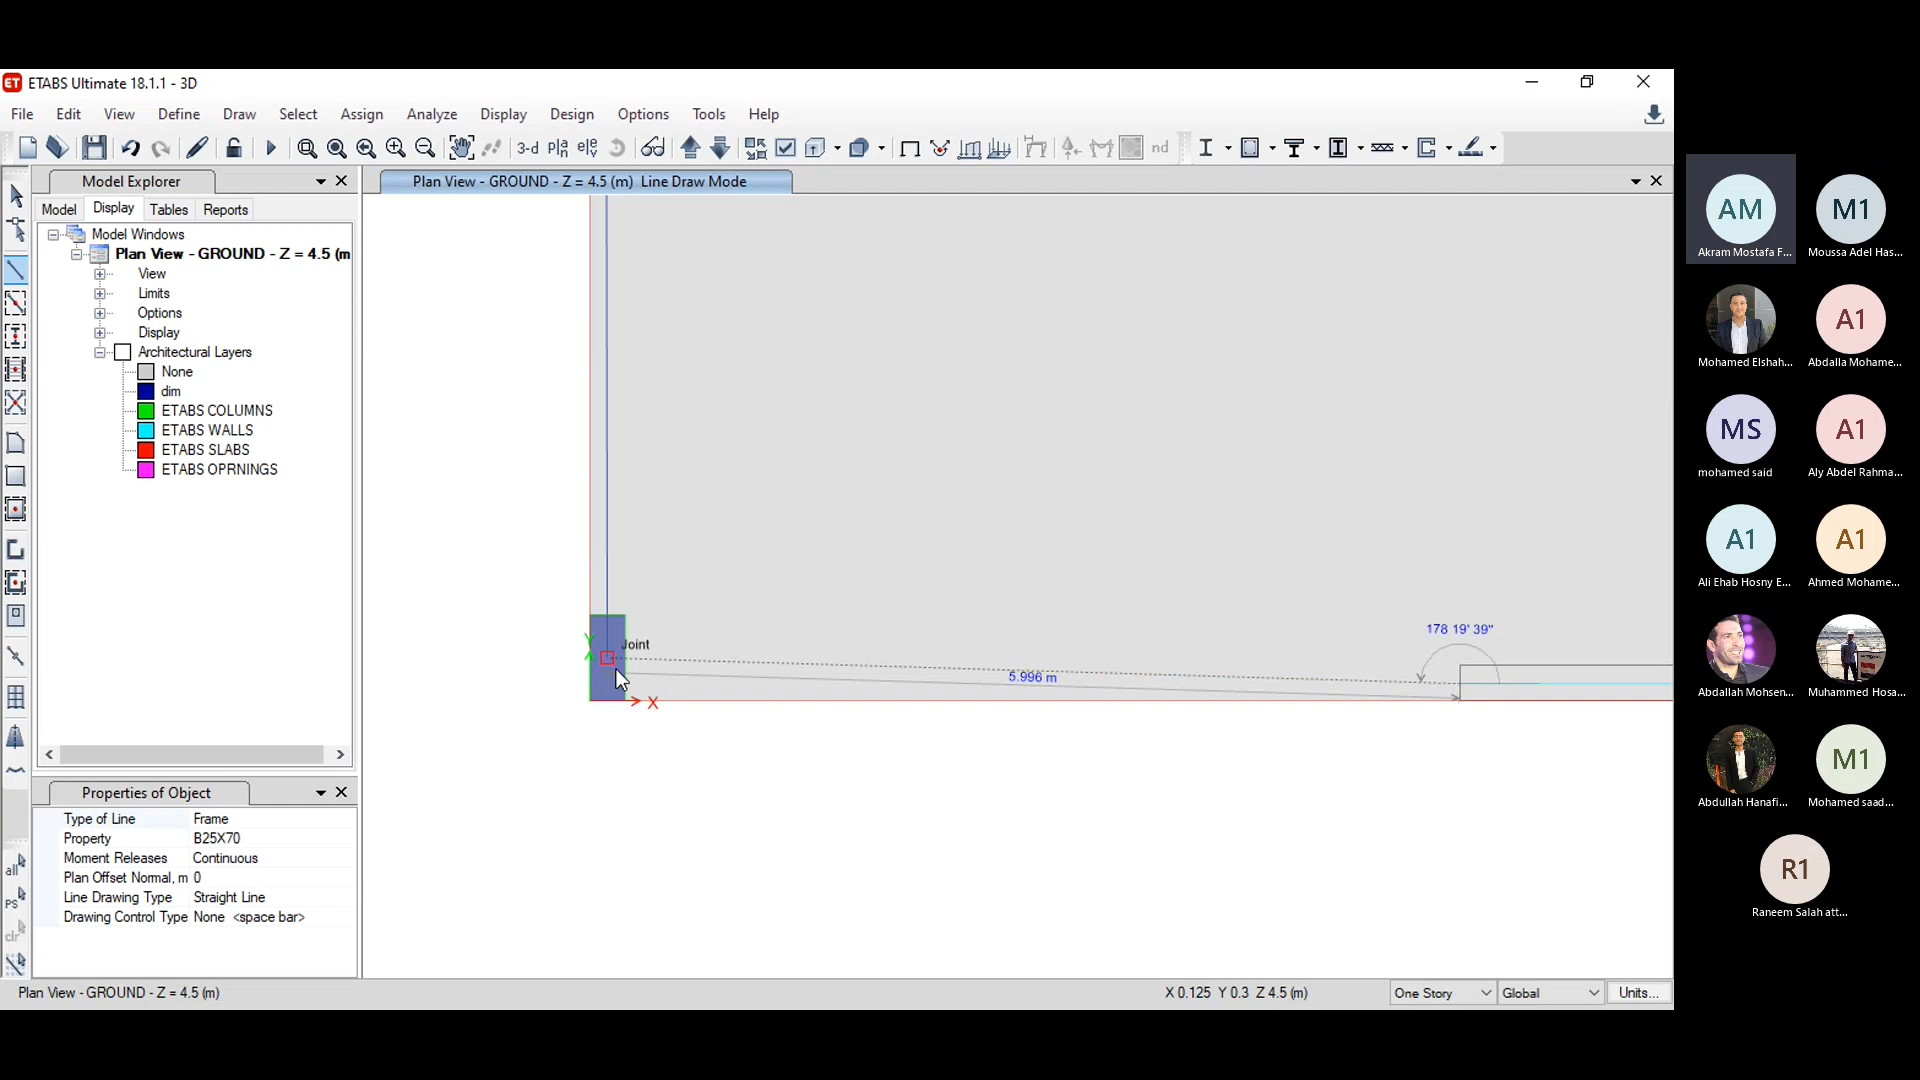 ET ETABS Ultimate 18.1.1 - 3D
File Edit View Define Draw Select Assign Analyze Display Design Options Tools Help
3-d nd
Model Explorer
Plan View - GROUND - Z = 4.5 (m) Line Draw Mode
Model Display Tables Reports
Model Windows
Plan View - GROUND - Z = 4.5 (m
View
Limits
Options
Display
Architectural Layers
None
dim
ETABS COLUMNS
ETABS WALLS
ETABS SLABS
ETABS OPRNINGS
Properties of Object
Type of Line Frame
Property B25X70
Moment Releases Continuous
Plan Offset Normal, m 0
Line Drawing Type Straight Line
Drawing Control Type None <space bar>
all
PS
clr
178 19' 39"
Joint
Y
5.996 m
X
Plan View - GROUND - Z = 4.5 (m)
X 0.125 Y 0.3 Z 4.5 (m)
One Story
Global
Units...
AM
Akram Mostafa F...
M1
Moussa Adel Has...
Mohamed Elshah...
A1
Abdalla Mohame...
MS
mohamed said
A1
Aly Abdel Rahma...
A1
Ali Ehab Hosny E...
A1
Ahmed Mohame...
Abdallah Mohsen...
Muhammed Hosa...
Abdullah Hanafi...
M1
Mohamed saad...
R1
Raneem Salah att...